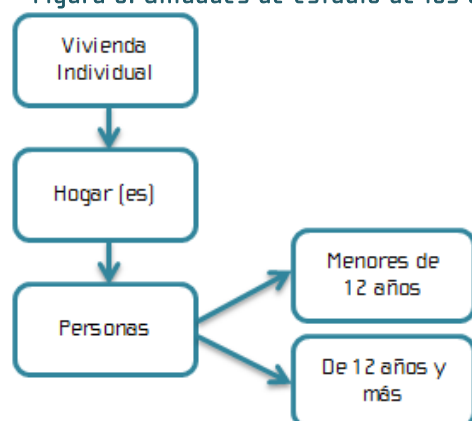 Vivienda
Individual
Hogar (es)
Menores de
12 años
Personas
De 12 años y
más